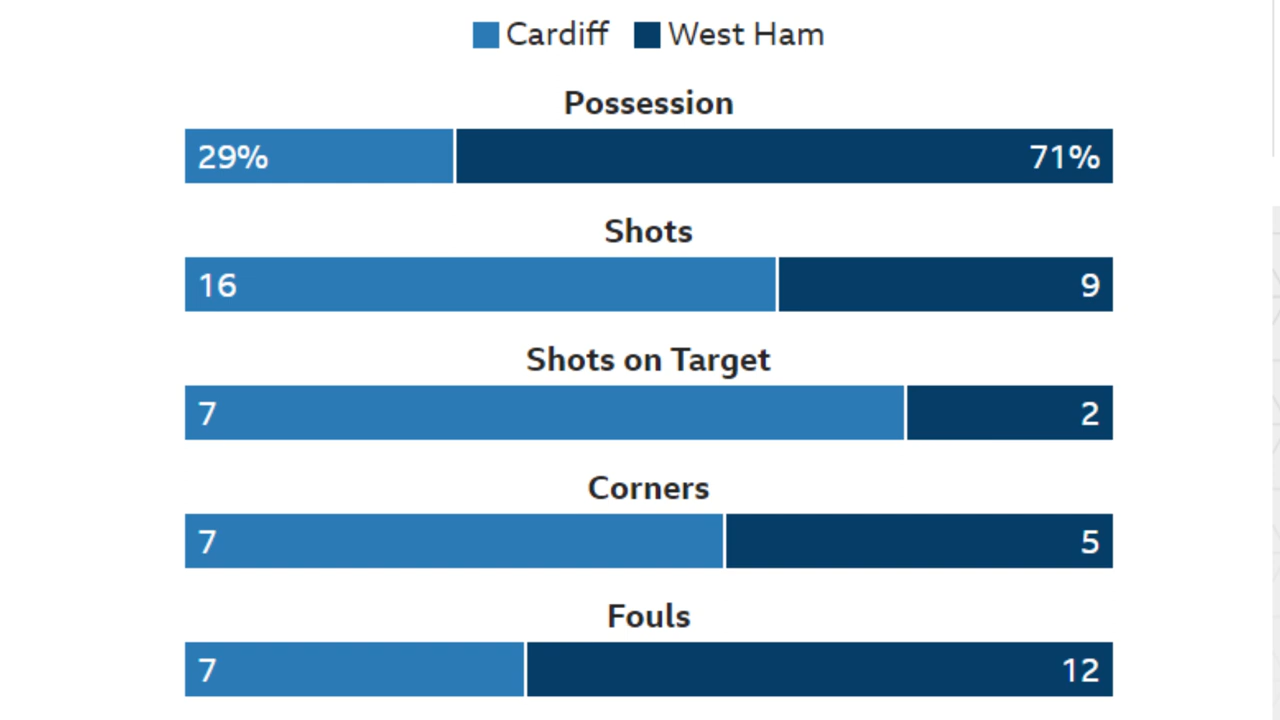 Cardiff West Ham
Possession
29% 71%
Shots
16 9
Shots on Target
7 2
Corners
7 5
Fouls
7 12